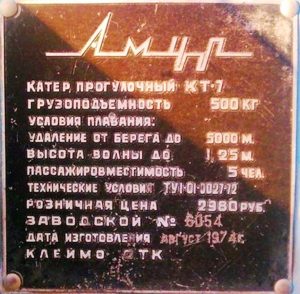 Амур
КАТЕР ПРОГУЛОЧНЫЙ КТ-7
ГРУЗОПОДЪЕМНОСТЬ 500 КГ
УСЛОВИЯ ПЛАВАНИЯ:
УДАЛЕНИЕ ОТ БЕРЕГА ДО 5000 М.
ВЫСОТА ВОЛНЫ ДО 1,25 М.
ПАССАЖИРОВМЕСТИМОСТЬ 5 ЧЕЛ.
ТЕХНИЧЕСКИЕ УСЛОВИЯ ТУ1-01-0021-72
РОЗНИЧНАЯ ЦЕНА 2980 РУБ.
ЗАВОДСКОЙ № 6054
ДАТА ИЗГОТОВЛЕНИЯ август 1974г.
КЛЕЙМО ОТК